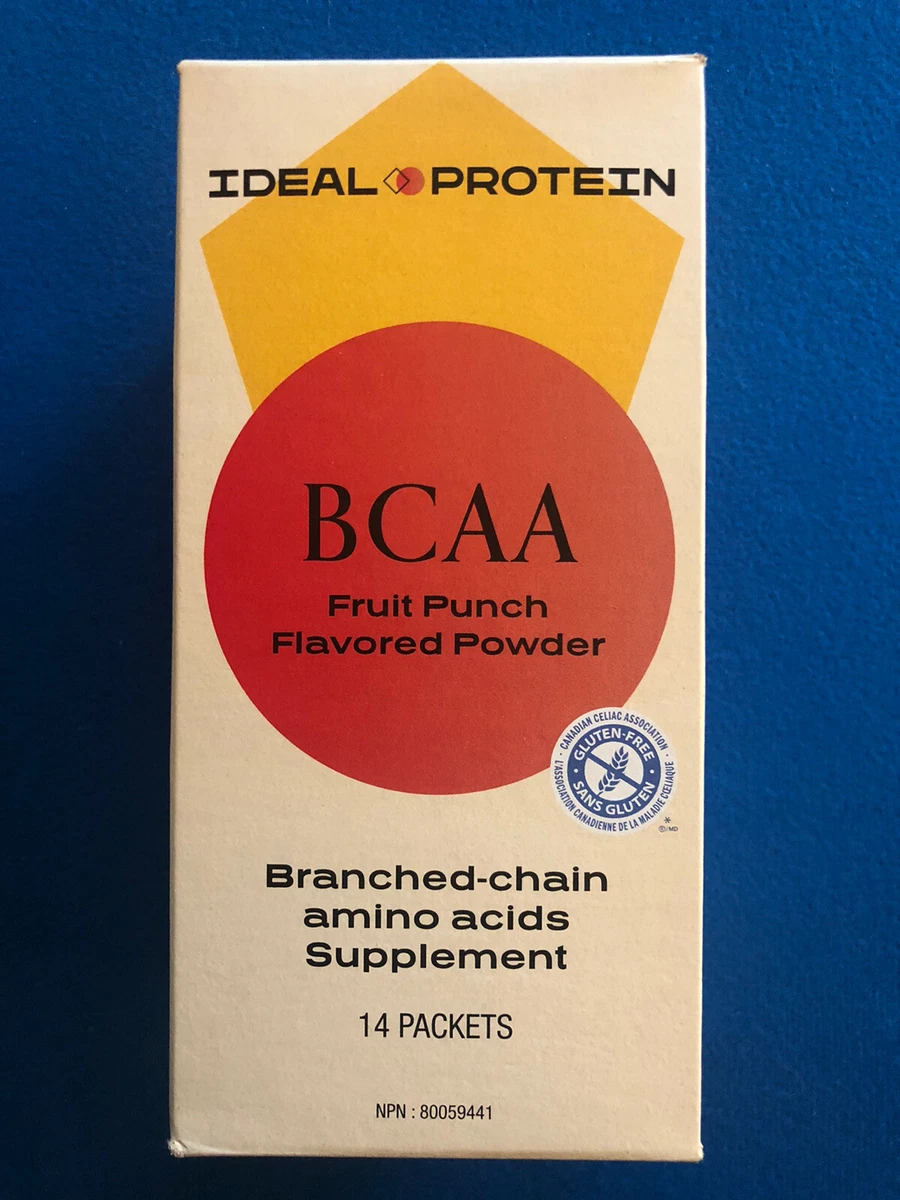 IDEAL PROTEIN
BCAA
Fruit Punch
Flavored Powder
· CANADIAN CELIAC ASSOCIATION ·
L'ASSOCIATION CANADIENNE DE LA MALADIE CŒLIAQUE
GLUTEN-FREE
· SANS GLUTEN ·
*
®/MD
Branched-chain
amino acids
Supplement
14 PACKETS
NPN : 80059441